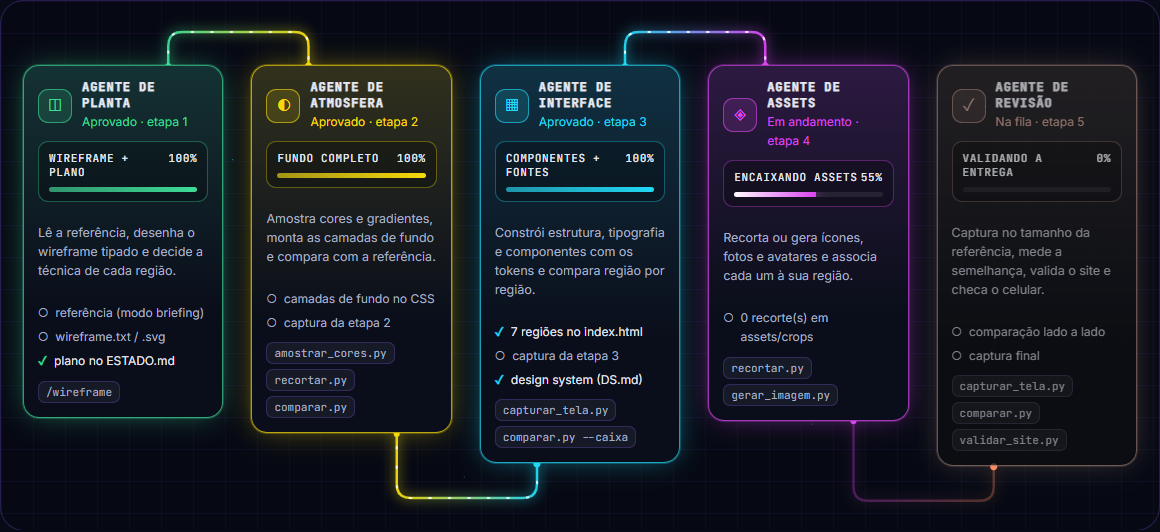 AGENTE DE
PLANTA
Aprovado · etapa 1
WIREFRAME +
PLANO
100%
Lê a referência, desenha o
wireframe tipado e decide a
técnica de cada região.
referência (modo briefing)
wireframe.txt / .svg
plano no ESTADO.md
/wireframe
AGENTE DE
ATMOSFERA
Aprovado · etapa 2
FUNDO COMPLETO 100%
Amostra cores e gradientes,
monta as camadas de fundo
e compara com a referência.
camadas de fundo no CSS
captura da etapa 2
amostrar_cores.py
recortar.py
comparar.py
AGENTE DE
INTERFACE
Aprovado · etapa 3
COMPONENTES +
FONTES
100%
Constrói estrutura, tipografia
e componentes com os
tokens e compara região por
região.
7 regiões no index.html
captura da etapa 3
design system (DS.md)
capturar_tela.py
comparar.py --caixa
AGENTE DE
ASSETS
Em andamento ·
etapa 4
ENCAIXANDO ASSETS 55%
Recorta ou gera ícones,
fotos e avatares e associa
cada um à sua região.
0 recorte(s) em
assets/crops
recortar.py
gerar_imagem.py
AGENTE DE
REVISÃO
Na fila · etapa 5
VALIDANDO A
ENTREGA
0%
Captura no tamanho da
referência, mede a
semelhança, valida o site e
checa o celular.
comparação lado a lado
captura final
capturar_tela.py
comparar.py
validar_site.py